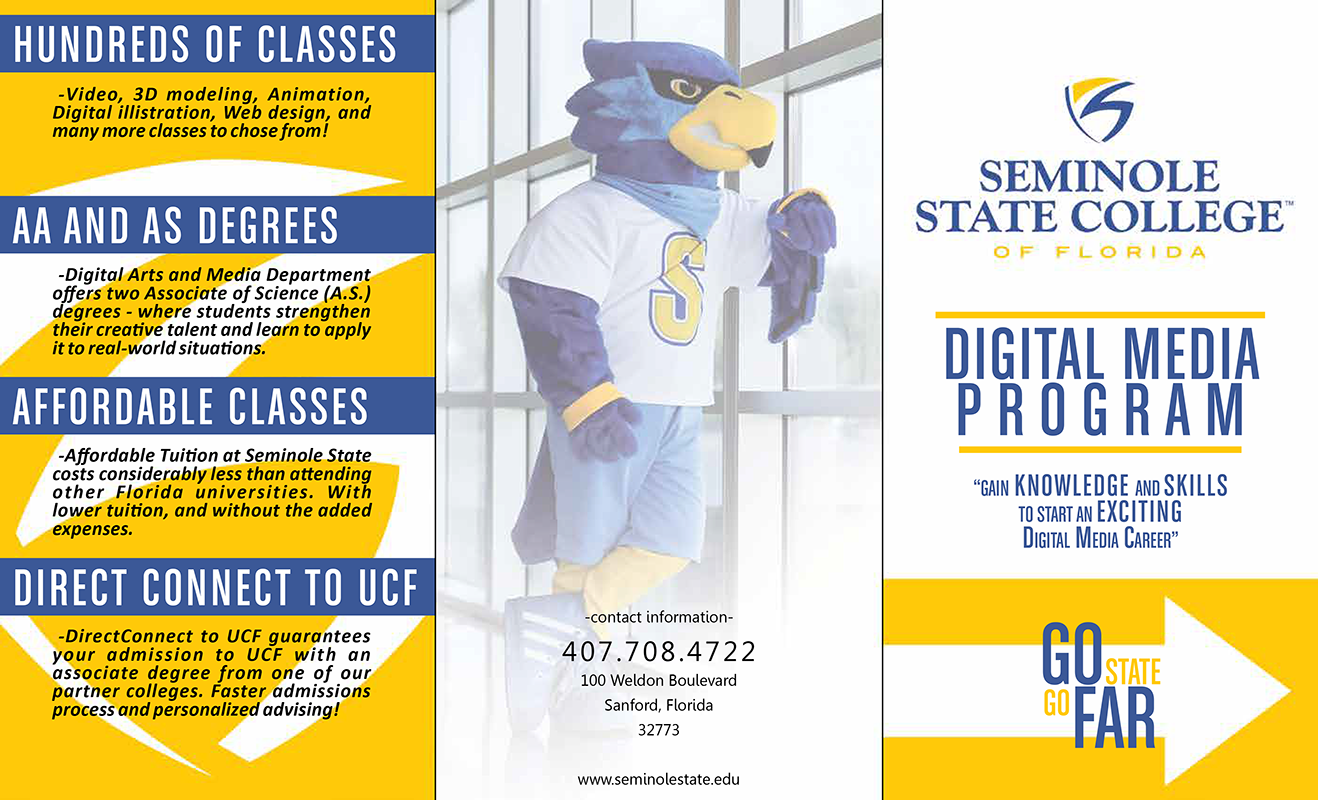 HUNDREDS OF CLASSES
-Video, 3D modeling, Animation,
Digital illistration, Web design, and
many more classes to chose from!
AA AND AS DEGREES
-Digital Arts and Media Department
offers two Associate of Science (A.S.)
degrees - where students strengthen
their creative talent and learn to apply
it to real-world situations.
AFFORDABLE CLASSES
-Affordable Tuition at Seminole State
costs considerably less than attending
other Florida universities. With
lower tuition, and without the added
expenses.
DIRECT CONNECT TO UCF
-DirectConnect to UCF guarantees
your admission to UCF with an
associate degree from one of our
partner colleges. Faster admissions
process and personalized advising!
S
-contact information-
407.708.4722
100 Weldon Boulevard
Sanford, Florida
32773
www.seminolestate.edu
S
SEMINOLE
STATE COLLEGE™
OF FLORIDA
DIGITAL MEDIA
PROGRAM
“GAIN KNOWLEDGE AND SKILLS
TO START AN EXCITING
DIGITAL MEDIA CAREER”
GO STATE
GO FAR